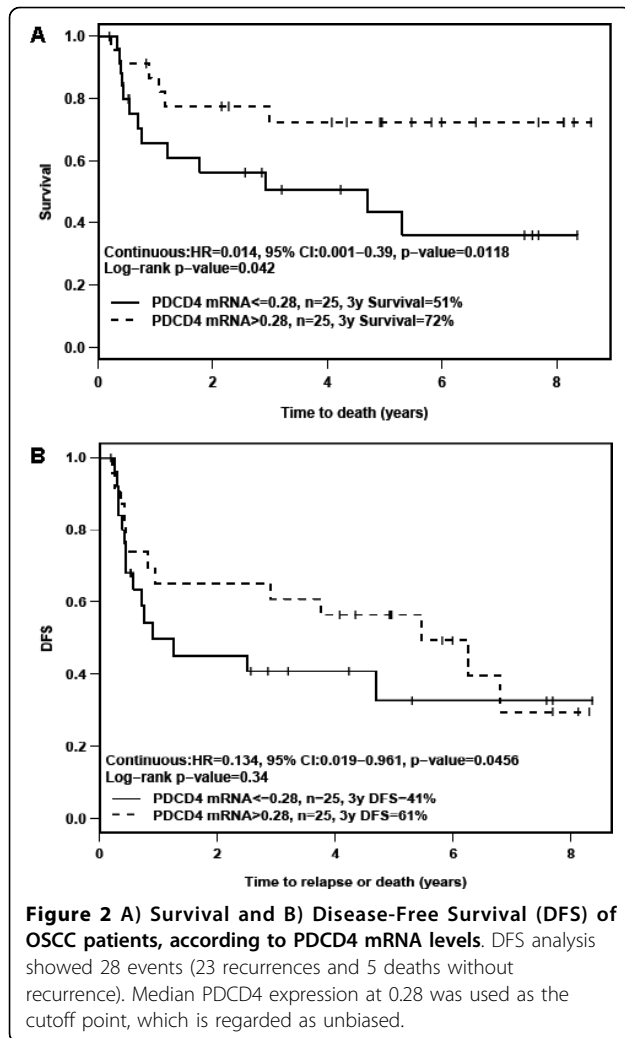 A
1.0
0.8
0.6
0.4
0.2
0.0
Survival
Continuous:HR=0.014, 95% CI:0.001–0.39, p–value=0.0118
Log–rank p–value=0.042
PDCD4 mRNA<=0.28, n=25, 3y Survival=51%
PDCD4 mRNA>0.28, n=25, 3y Survival=72%
0 2 4 6 8
Time to death (years)
B
1.0
0.8
0.6
0.4
0.2
0.0
DFS
Continuous:HR=0.134, 95% CI:0.019–0.961, p–value=0.0456
Log–rank p–value=0.34
PDCD4 mRNA<−0.28, n−25, 3y DFS−41%
PDCD4 mRNA>0.28, n=25, 3y DFS=61%
0 2 4 6 8
Time to relapse or death (years)
Figure 2 A) Survival and B) Disease-Free Survival (DFS) of
OSCC patients, according to PDCD4 mRNA levels. DFS analysis
showed 28 events (23 recurrences and 5 deaths without
recurrence). Median PDCD4 expression at 0.28 was used as the
cutoff point, which is regarded as unbiased.